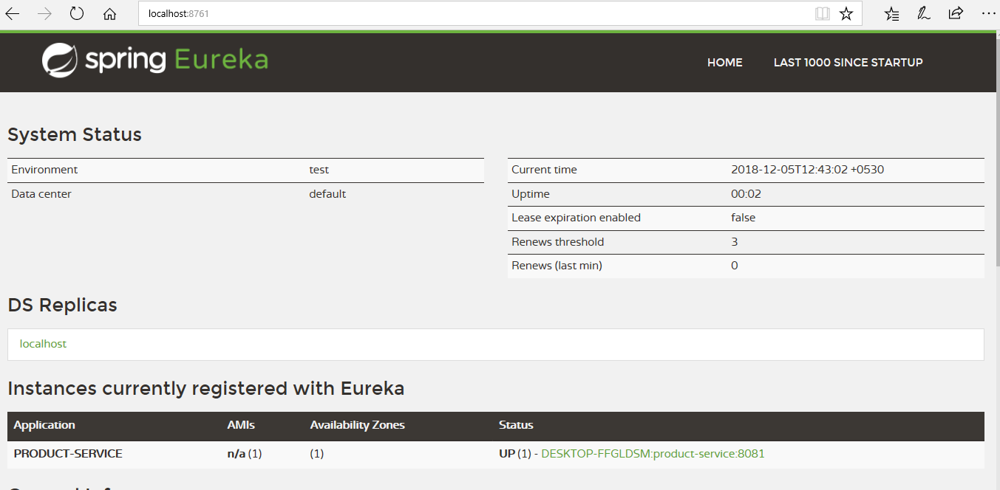 localhost:8761
spring Eureka
HOME LAST 1000 SINCE STARTUP
System Status
Environment test
Data center default
Current time 2018-12-05T12:43:02 +0530
Uptime 00:02
Lease expiration enabled false
Renews threshold 3
Renews (last min) 0
DS Replicas
localhost
Instances currently registered with Eureka
Application AMIs Availability Zones Status
PRODUCT-SERVICE n/a (1) (1) UP (1) - DESKTOP-FFGLDSM:product-service:8081